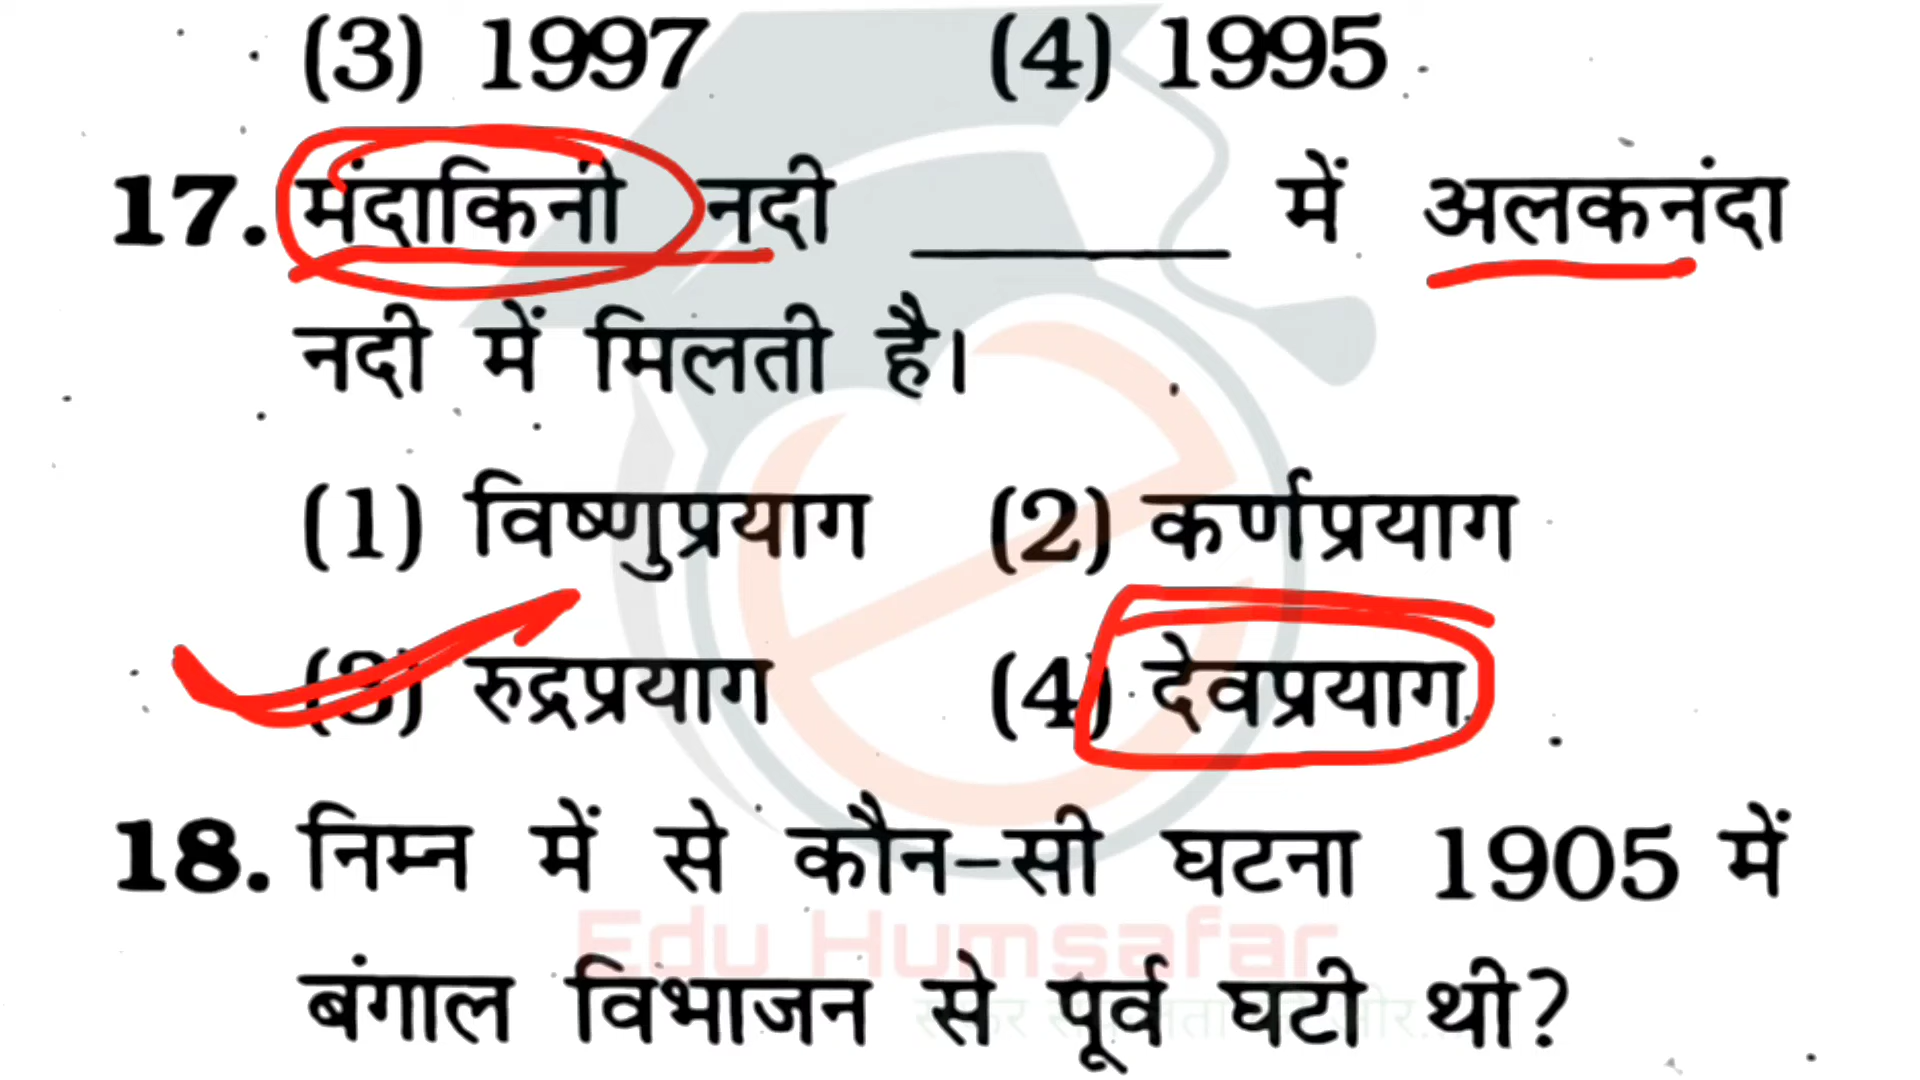 (3) 1997 (4) 1995
17. मंदाकिनी नदी ________ में अलकनंदा
नदी में मिलती है।
(1) विष्णुप्रयाग (2) कर्णप्रयाग
(3) रुद्रप्रयाग (4) देवप्रयाग
18. निम्न में से कौन-सी घटना 1905 में
Edu Humsafar
बंगाल विभाजन से पूर्व घटी थी?